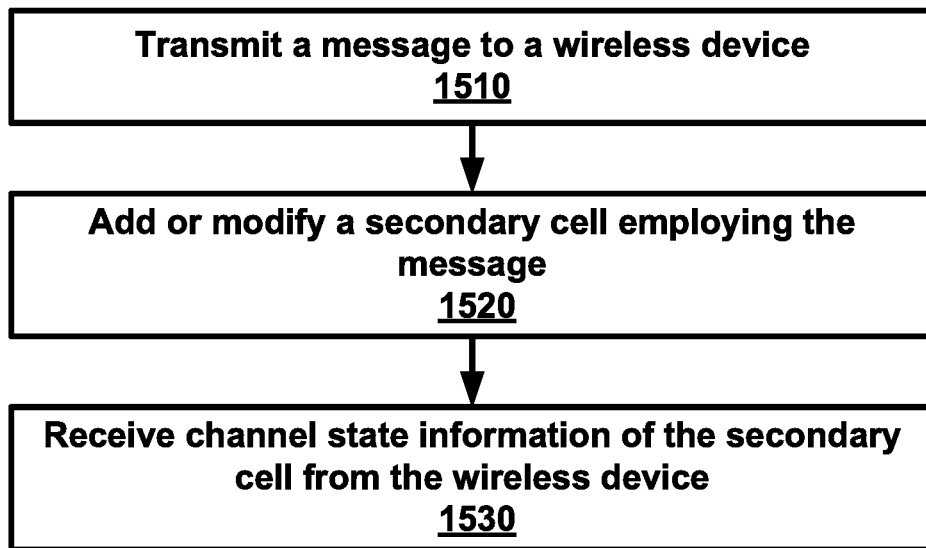 Transmit a message to a wireless device
1510
Add or modify a secondary cell employing the
message
1520
Receive channel state information of the secondary
cell from the wireless device
1530